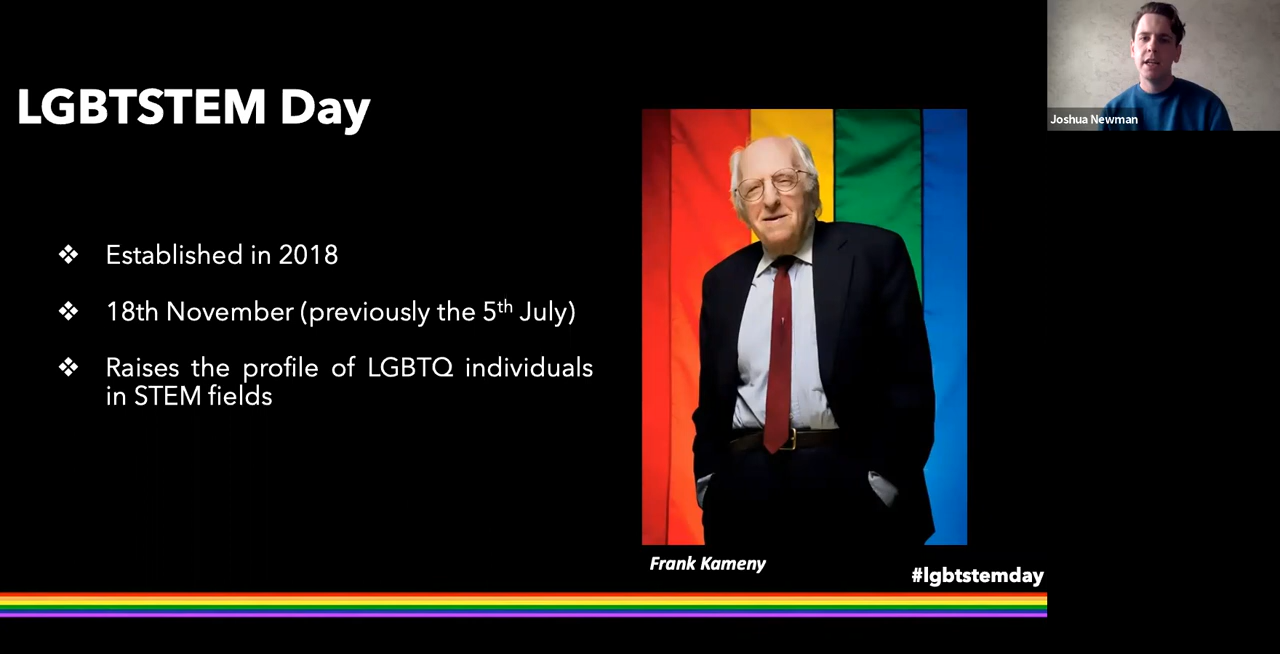 LGBTSTEM Day
Joshua Newman
❖ Established in 2018
❖ 18th November (previously the 5th July)
❖ Raises the profile of LGBTQ individuals
in STEM fields
Frank Kameny
#lgbtstemday